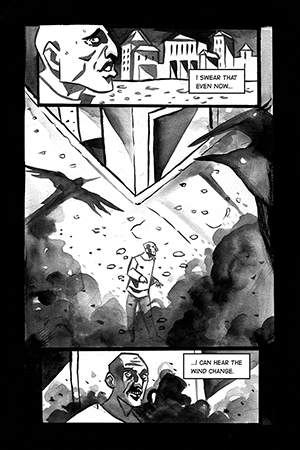 I SWEAR THAT
EVEN NOW...
...I CAN HEAR THE
WIND CHANGE.